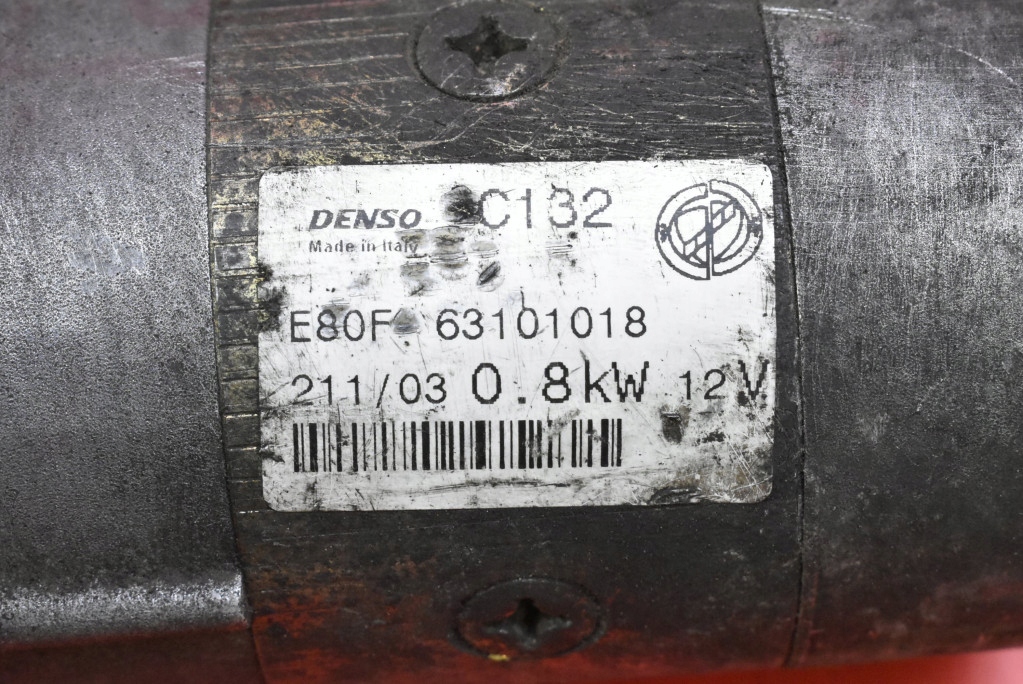 DENSO C132
Made in Italy
E80F 63101018
211/03 0.8kW 12V